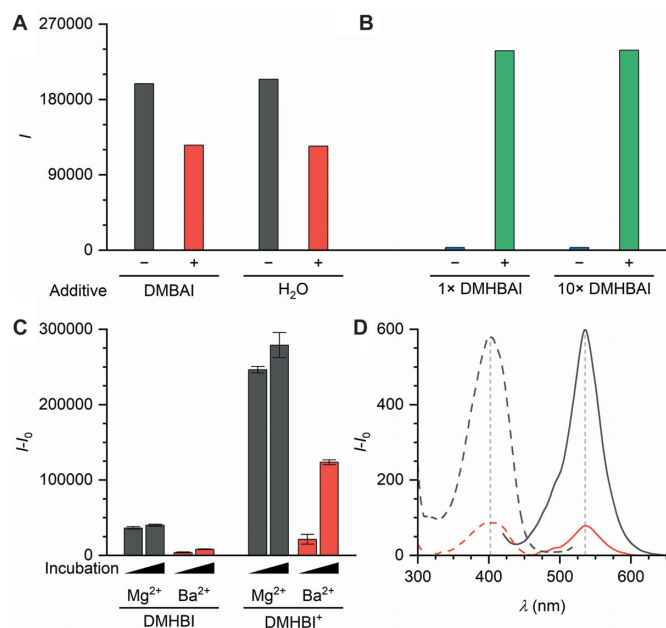 A
B
270000
180000
90000
0
I
− + − + − + − +
Additive DMBAI H₂O 1× DMHBAI 10× DMHBAI
C
D
300000
200000
100000
0
I-I₀
Incubation
Mg²⁺ Ba²⁺ Mg²⁺ Ba²⁺
DMHBI DMHBI⁺
600
400
200
0
I-I₀
300 400 500 600
λ (nm)